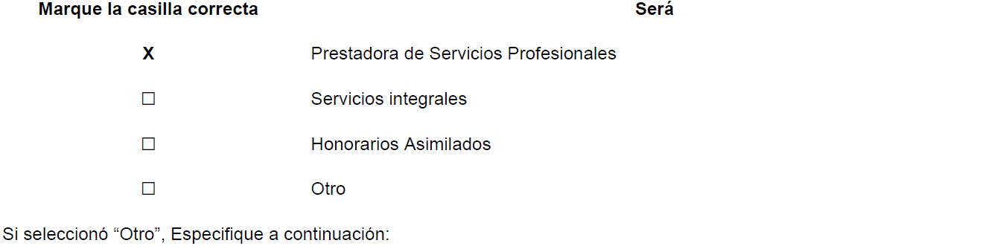 Marque la casilla correcta Será
X Prestadora de Servicios Profesionales
☐ Servicios integrales
☐ Honorarios Asimilados
☐ Otro
Si seleccionó “Otro”, Especifique a continuación: